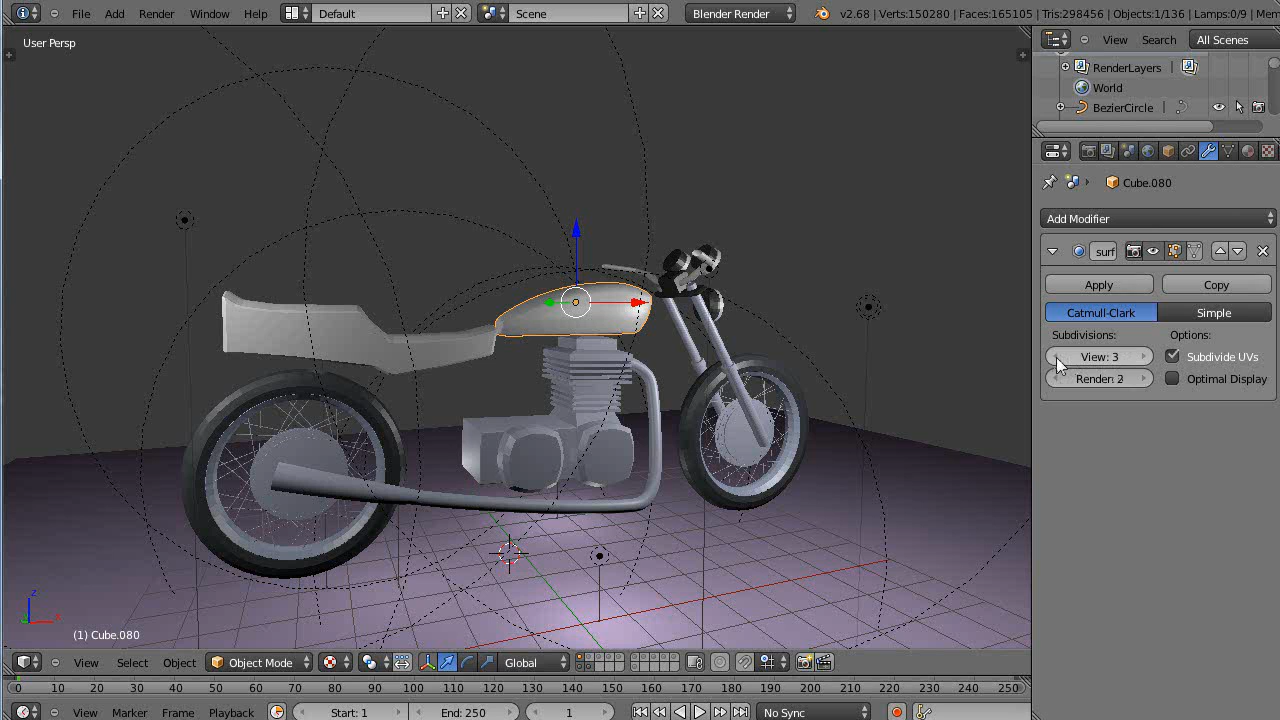 File Add Render Window Help Default Scene Blender Render v2.68 | Verts:150280 | Faces:165105 | Tris:298456 | Objects:1/136 | Lamps:0/9 | Mem
User Persp
View Search All Scenes
RenderLayers
World
BezierCircle
Cube.080
Add Modifier
surf
Apply Copy
Catmull-Clark Simple
Subdivisions: Options:
View: 3 Subdivide UVs
Render: 2 Optimal Display
z
x
(1) Cube.080
View Select Object Object Mode Global
0 10 20 30 40 50 60 70 80 90 100 110 120 130 140 150 160 170 180 190 200 210 220 230 240 250
View Marker Frame Playback Start: 1 End: 250 1 No Sync